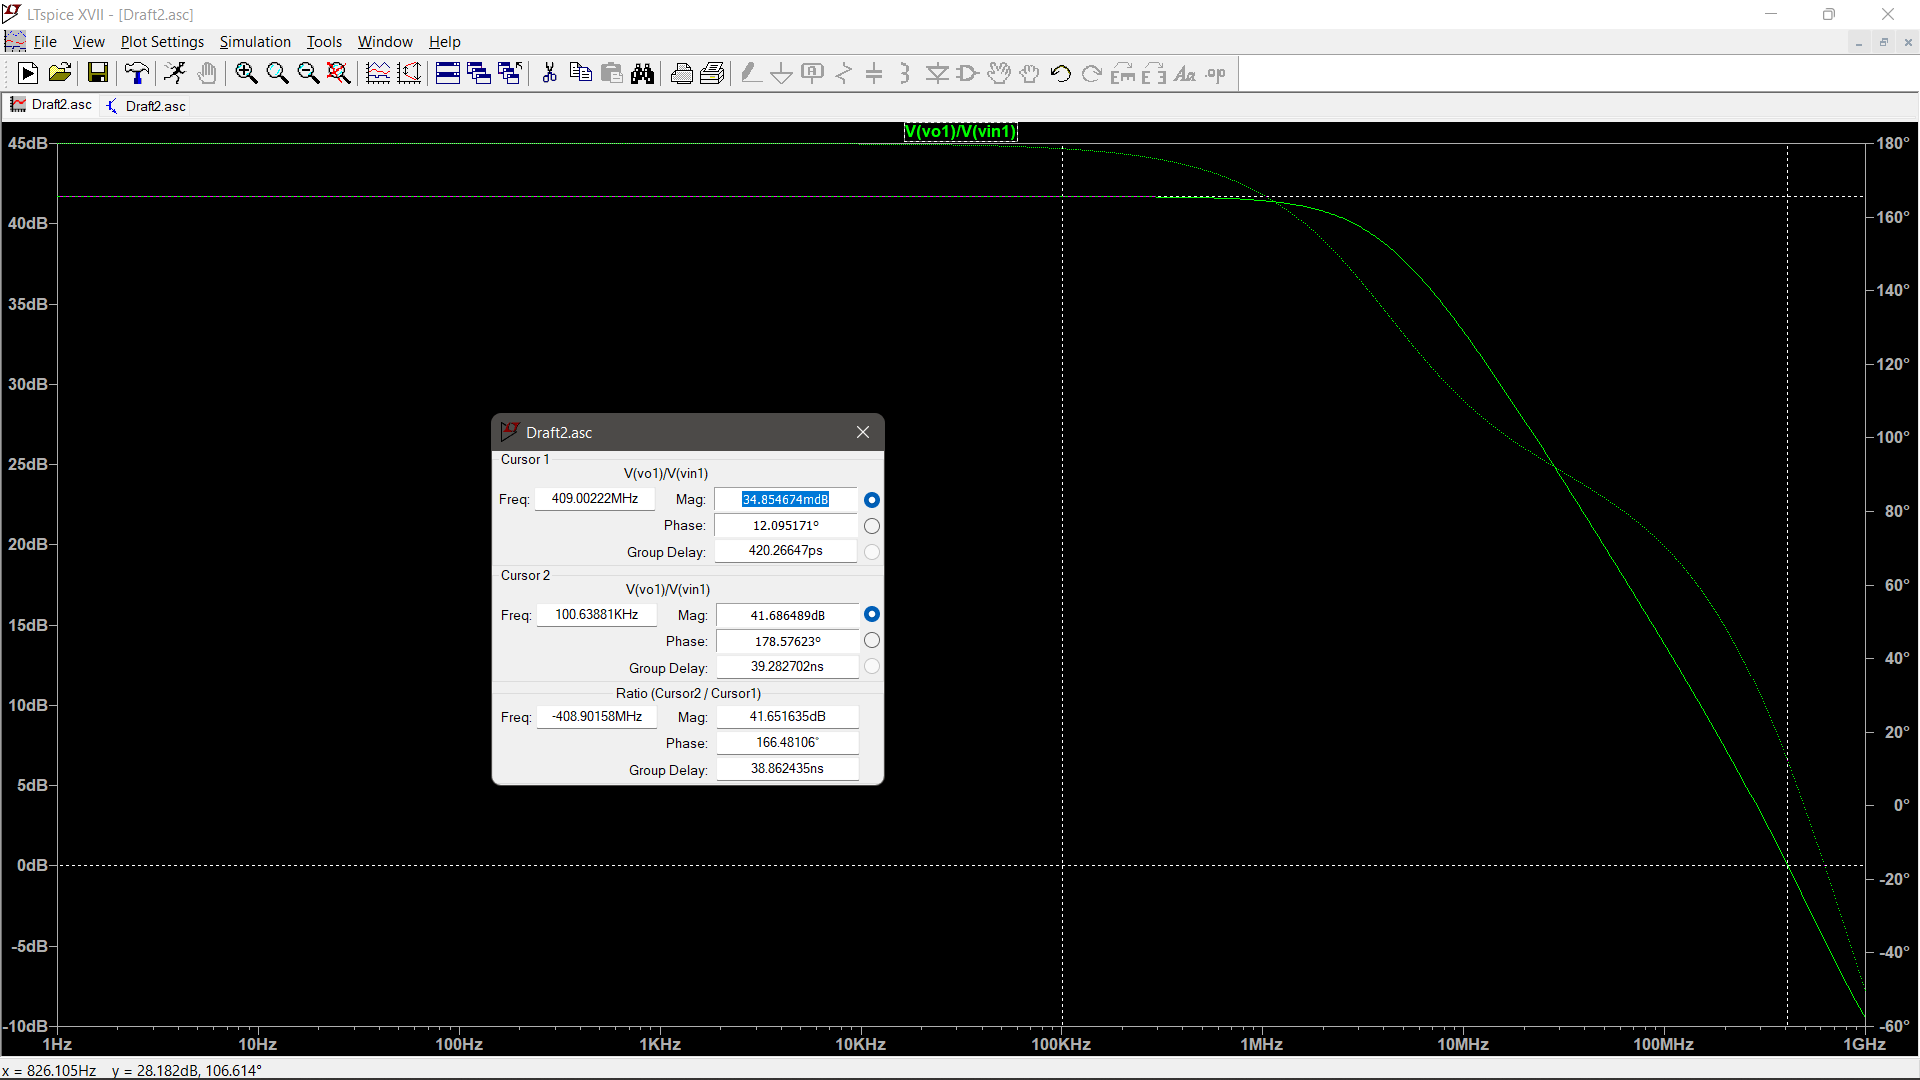 LTspice XVII - [Draft2.asc]
File View Plot Settings Simulation Tools Window Help
Aa .op
Draft2.asc Draft2.asc
V(vo1)/V(vin1)
45dB 180°
40dB 160°
35dB 140°
30dB 120°
25dB 100°
20dB 80°
15dB 60°
10dB 40°
5dB 20°
0dB 0°
-5dB -20°
-10dB -40°
-60°
1Hz 10Hz 100Hz 1KHz 10KHz 100KHz 1MHz 10MHz 100MHz 1GHz
Draft2.asc
Cursor 1
V(vo1)/V(vin1)
Freq: 409.00222MHz Mag: 34.854674mdB
Phase: 12.095171°
Group Delay: 420.26647ps
Cursor 2
V(vo1)/V(vin1)
Freq: 100.63881KHz Mag: 41.686489dB
Phase: 178.57623°
Group Delay: 39.282702ns
Ratio (Cursor2 / Cursor1)
Freq: -408.90158MHz Mag: 41.651635dB
Phase: 166.48106°
Group Delay: 38.862435ns
x = 826.105Hz y = 28.182dB, 106.614°